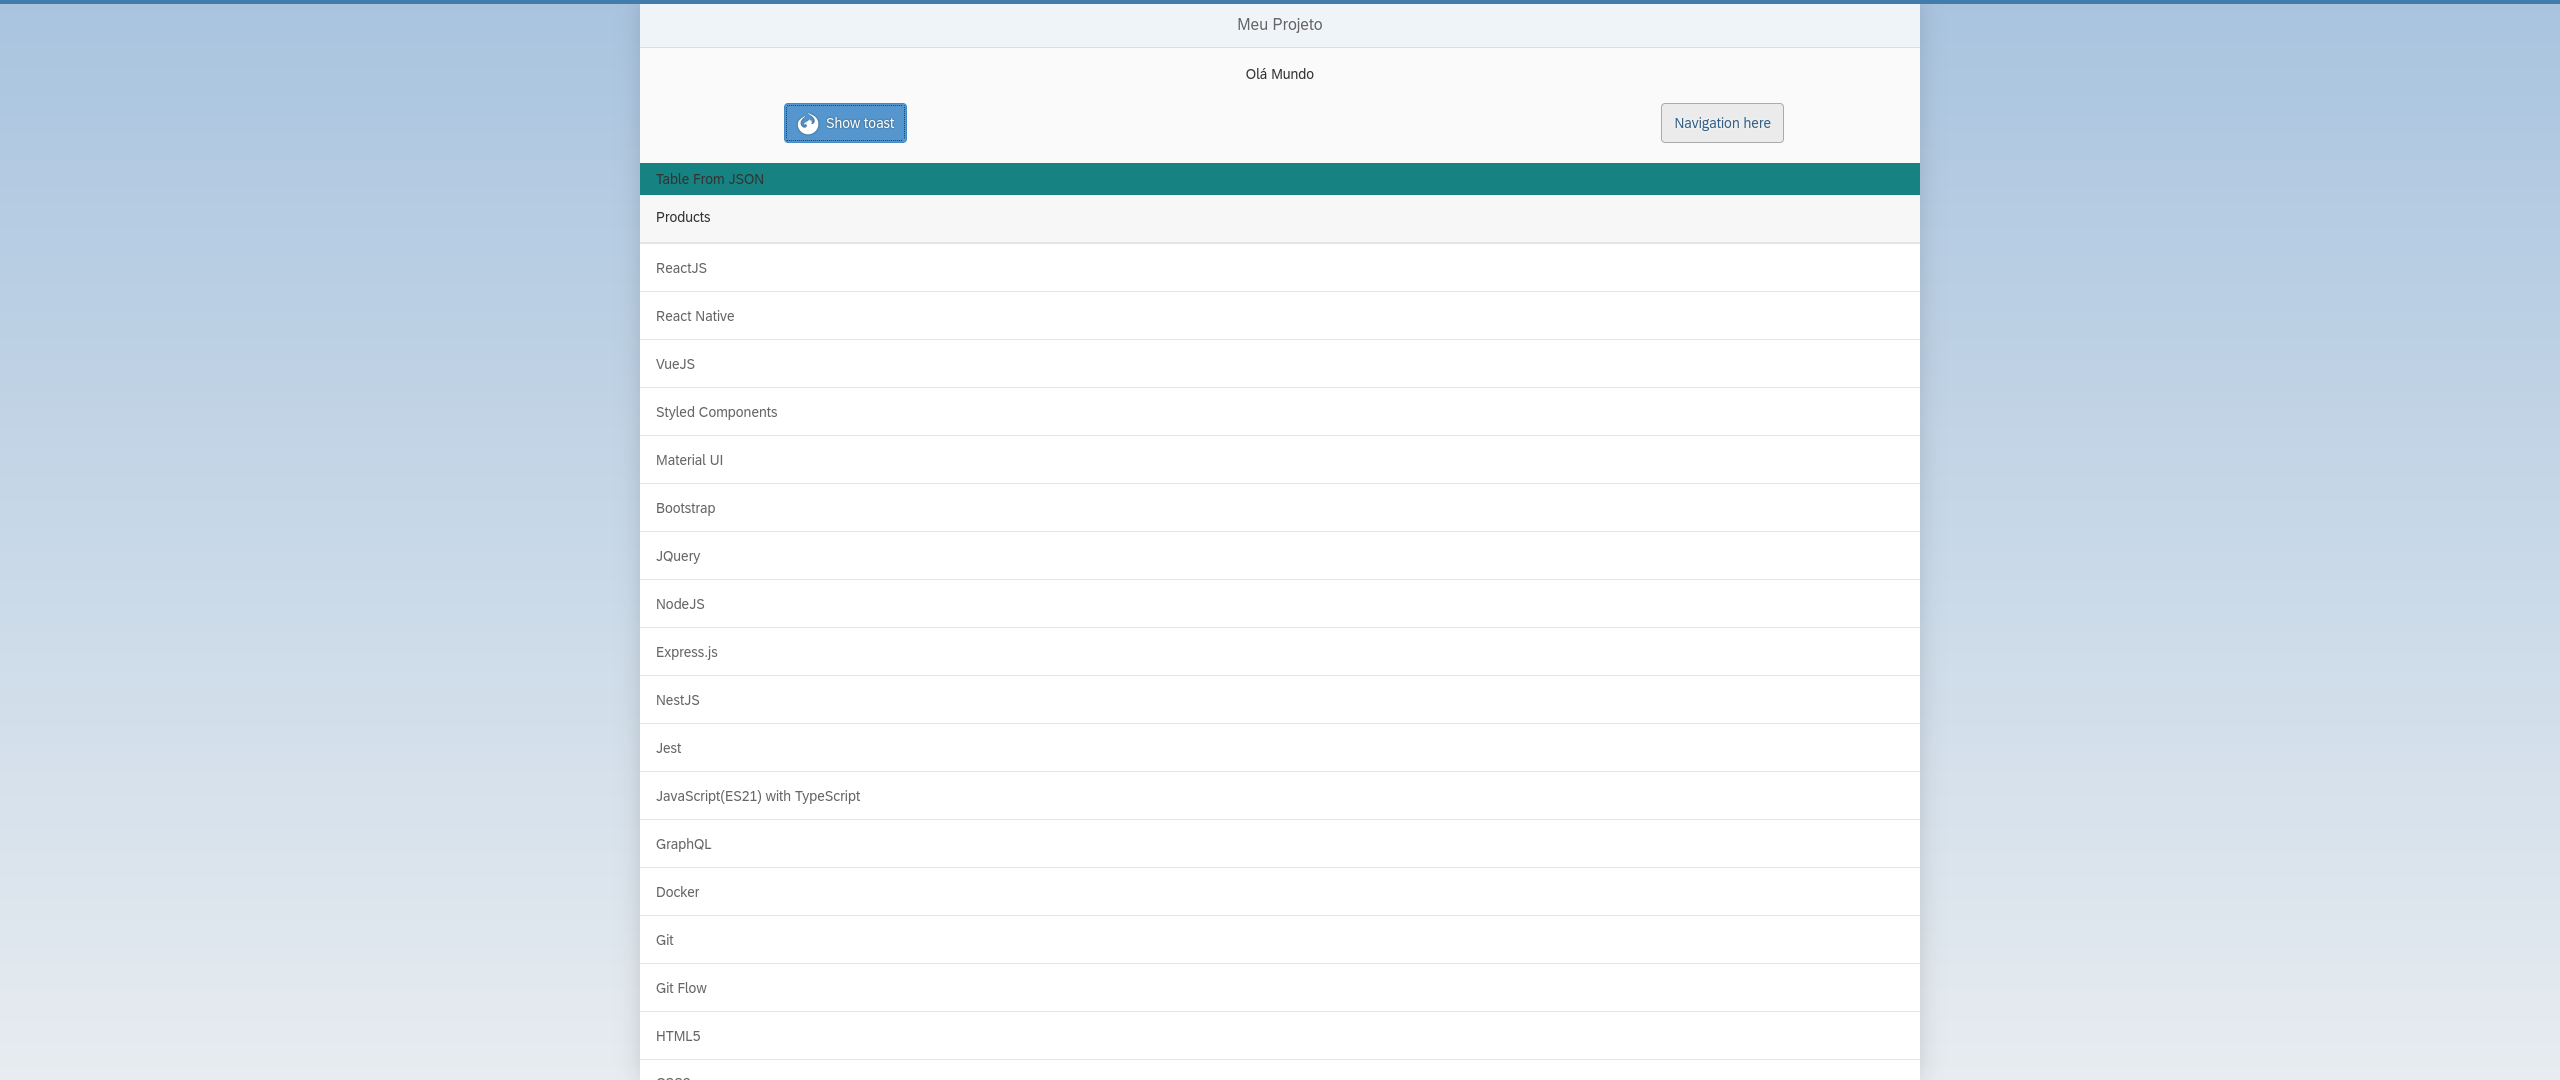 Meu Projeto
Olá Mundo
Show toast
Navigation here
Table From JSON
Products
ReactJS
React Native
VueJS
Styled Components
Material UI
Bootstrap
JQuery
NodeJS
Express.js
NestJS
Jest
JavaScript(ES21) with TypeScript
GraphQL
Docker
Git
Git Flow
HTML5